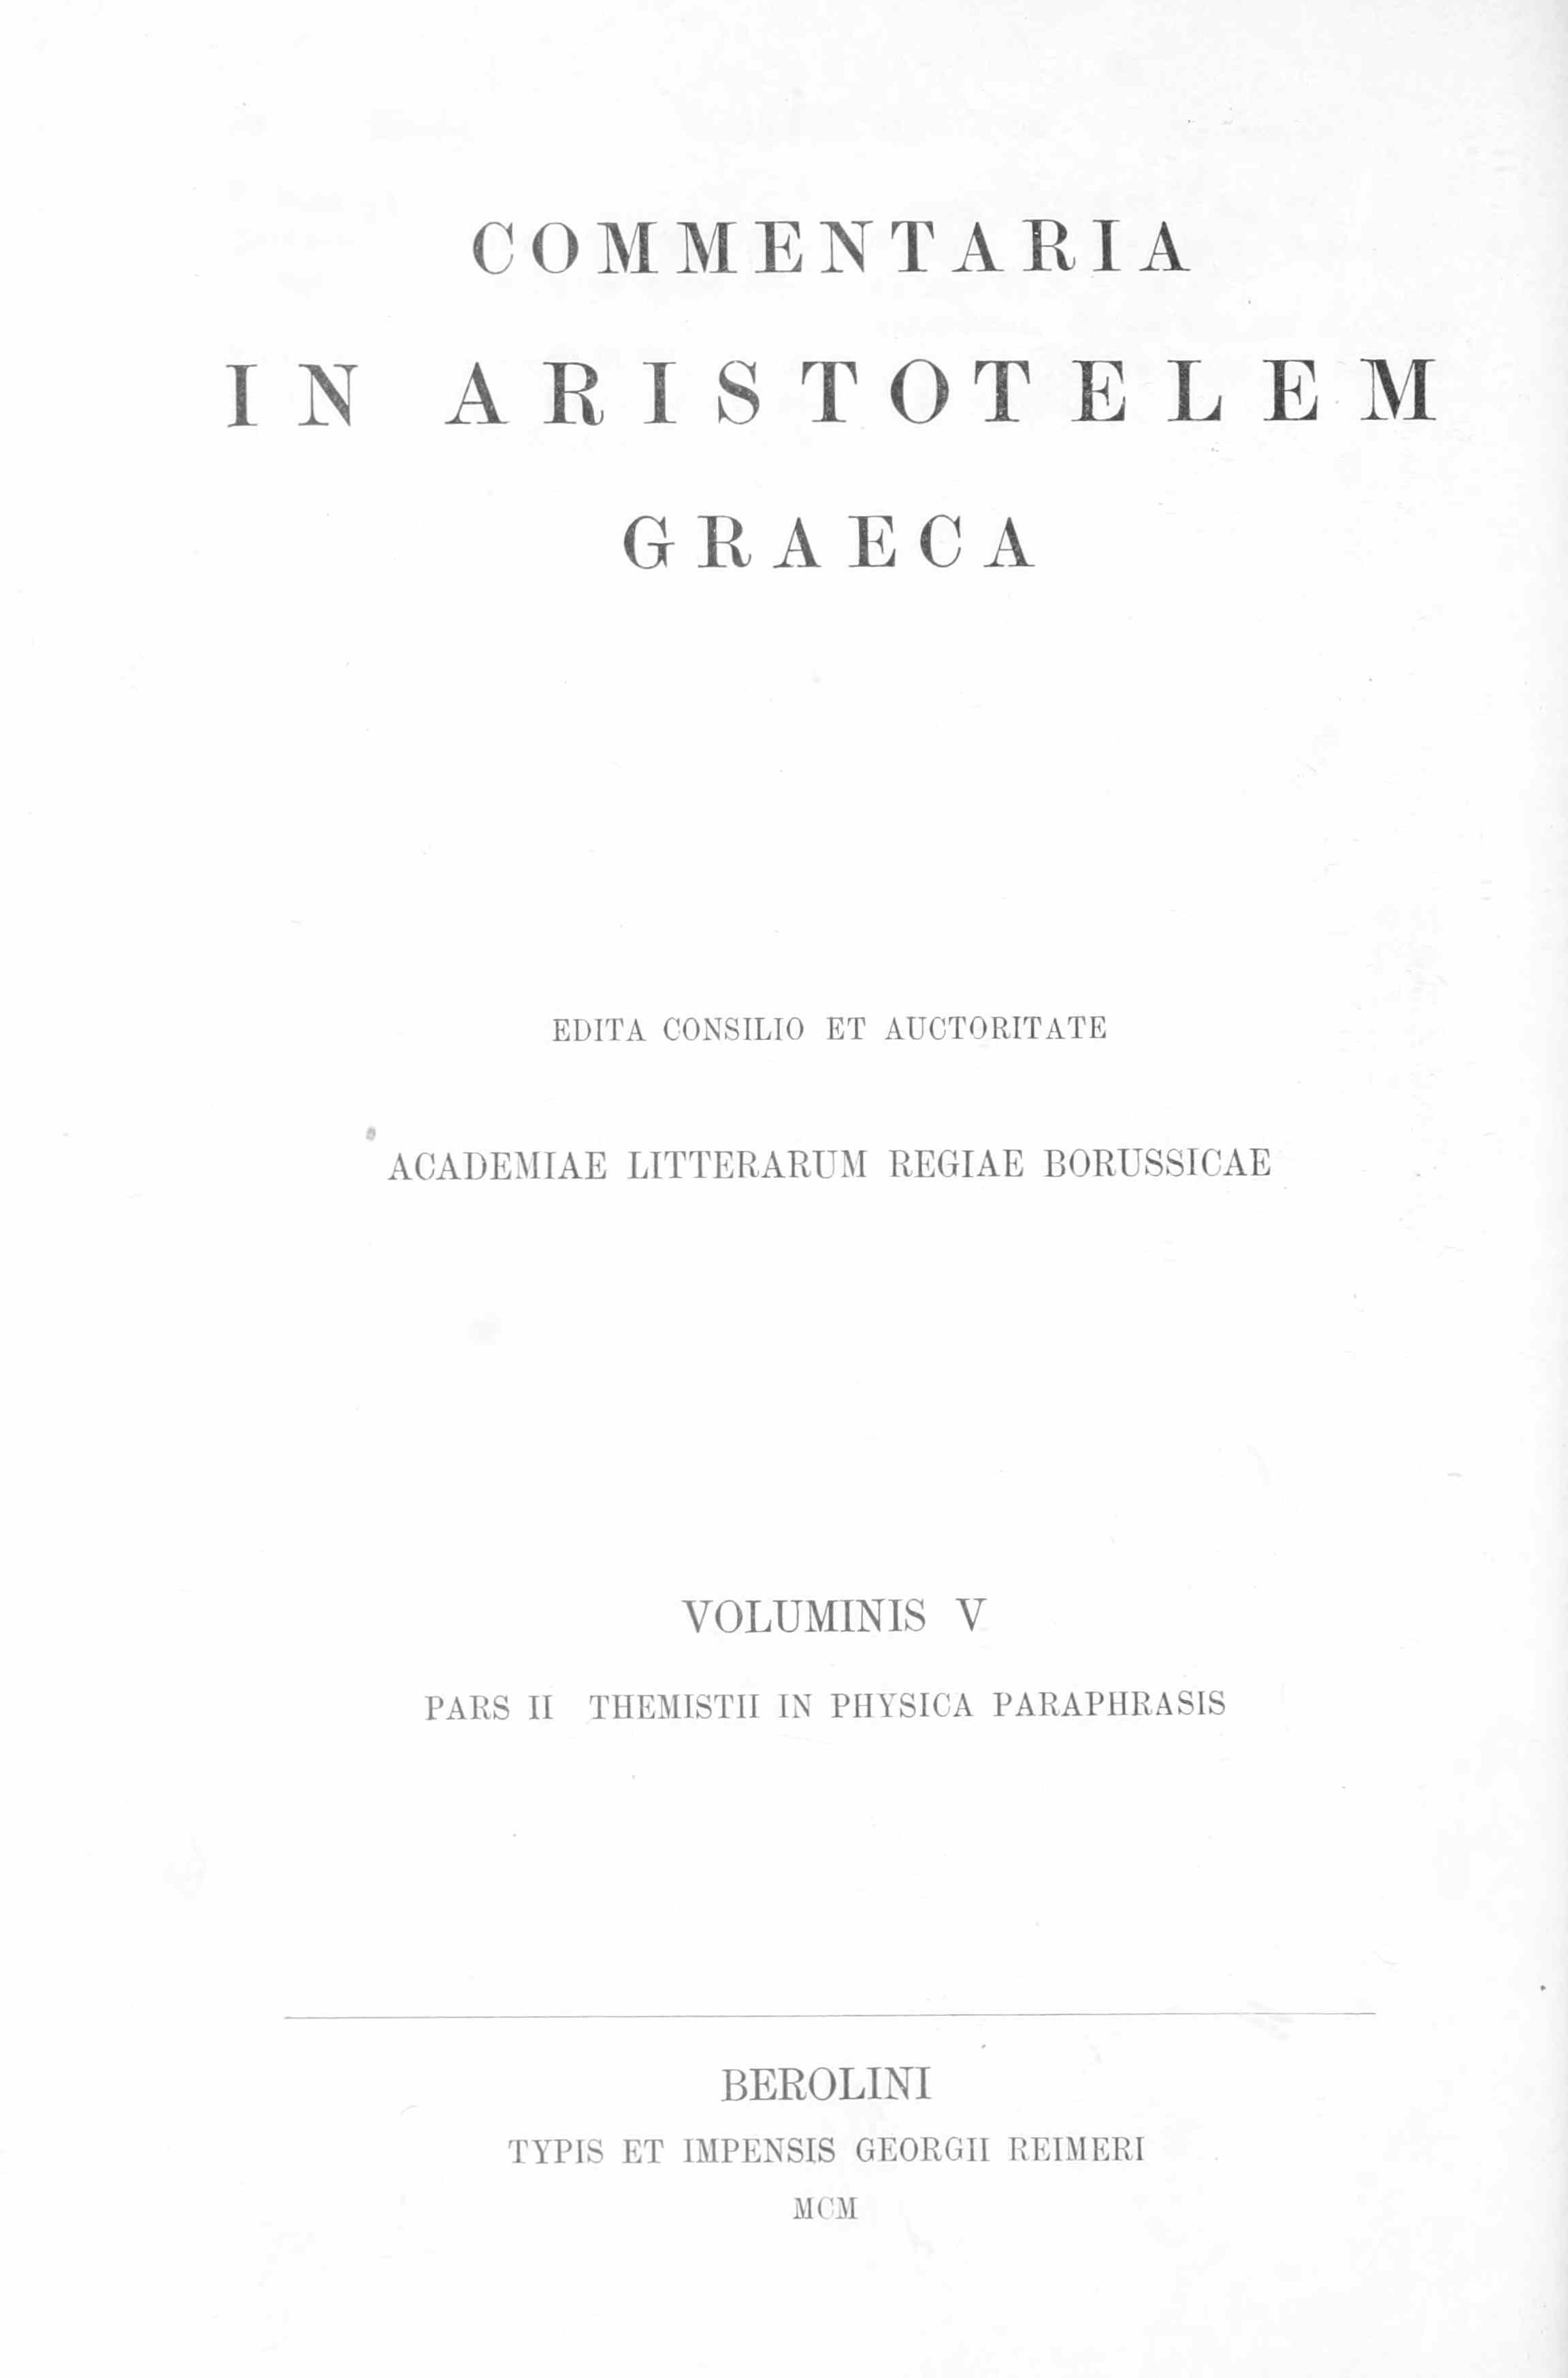 COMMENTARIA
IN ARISTOTELEM
GRAECA
EDITA CONSILIO ET AUCTORITATE
ACADEMIAE LITTERARUM REGIAE BORUSSICAE
VOLUMINIS V
PARS II THEMISTII IN PHYSICA PARAPHRASIS
BEROLINI
TYPIS ET IMPENSIS GEORGII REIMERI
MCM